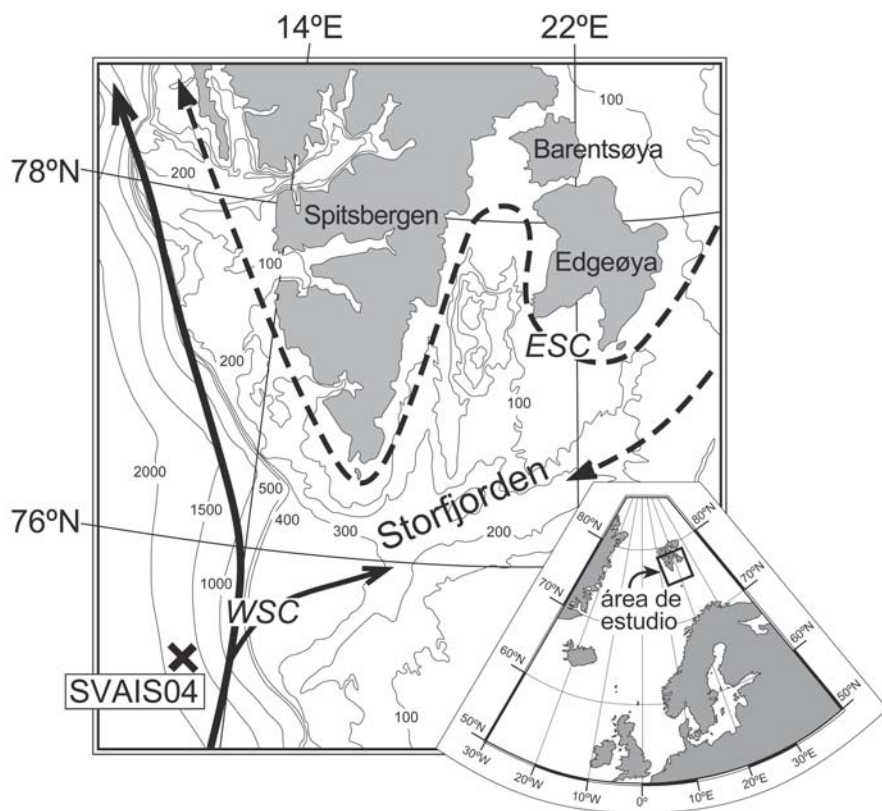 14ºE
22ºE
100
78ºN
200
Barentsøya
Spitsbergen
100
Edgeøya
ESC
200
100
2000
500
Storfjorden
400
76ºN
1500
300
200
1000
WSC
SVAIS04
100
80ºN
80ºN
70ºN
70ºN
área de
estudio
60ºN
60ºN
50ºN
50ºN
30ºW
20ºW
10ºW
0º
10ºE
20ºE
30ºE